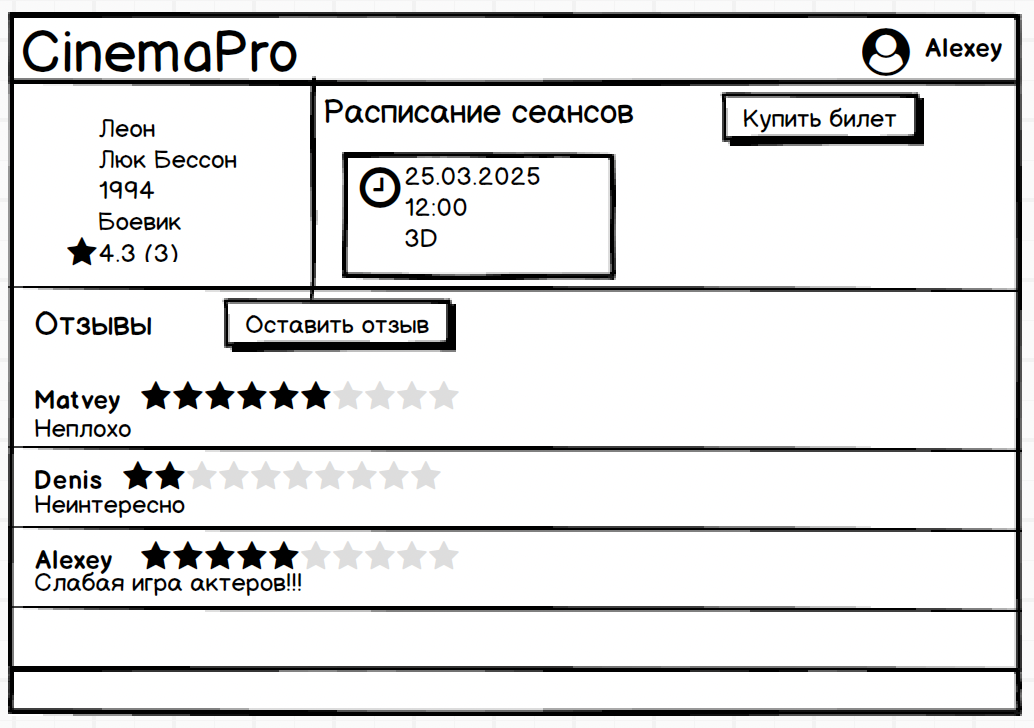 CinemaPro
Alexey
Леон
Люк Бессон
1994
Боевик
4.3 (3)
Расписание сеансов
Купить билет
25.03.2025
12:00
3D
Отзывы
Оставить отзыв
Matvey
Неплохо
Denis
Неинтересно
Alexey
Слабая игра актеров!!!